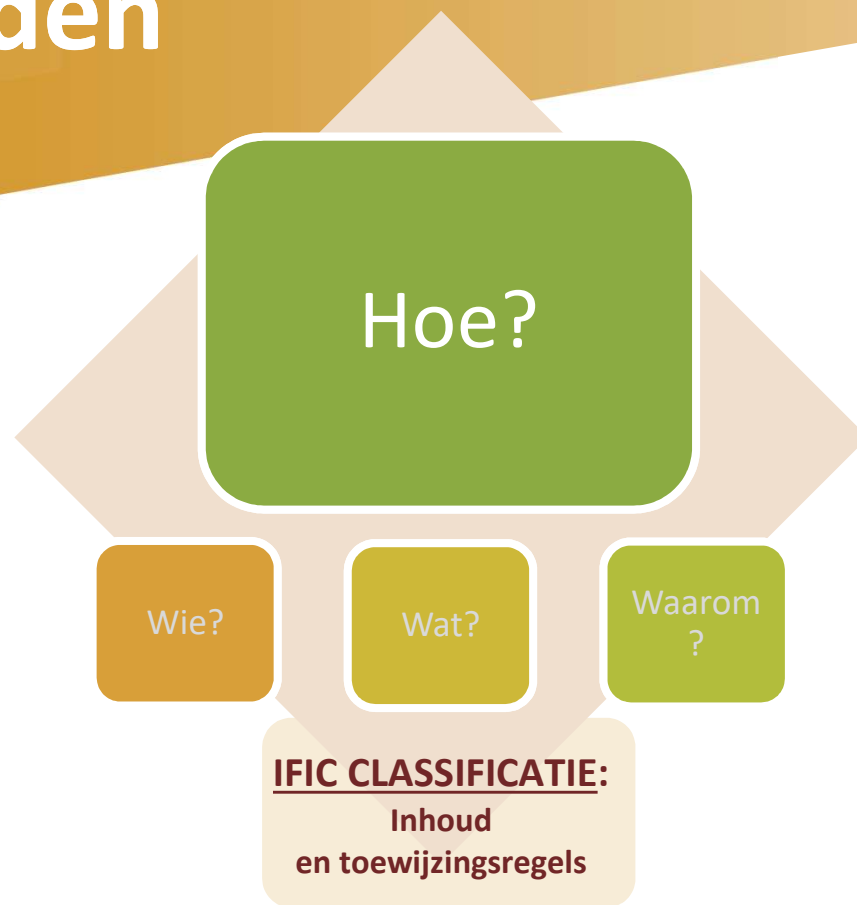 den
Hoe?
Wie?
Wat?
Waarom
?
IFIC CLASSIFICATIE:
Inhoud
en toewijzingsregels